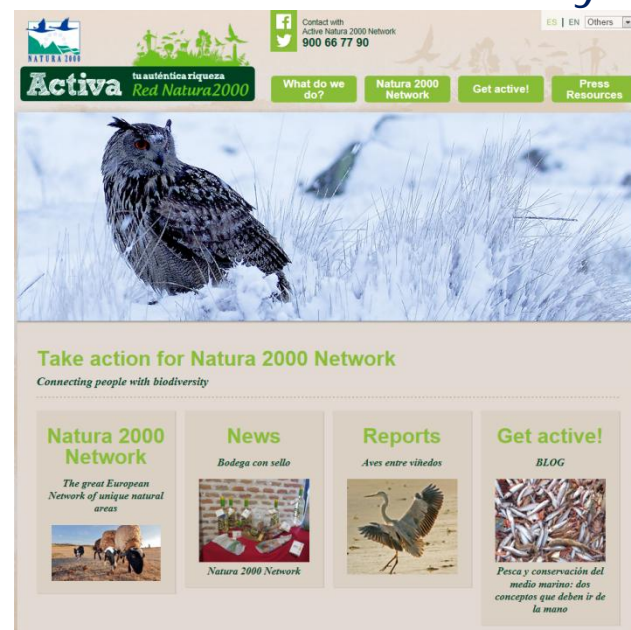 Contact with
Active Natura 2000 Network
900 66 77 90
ES | EN Others
NATURA 2000
Activa tu auténtica riqueza
Red Natura2000
What do we
do?
Natura 2000
Network
Get active!
Press
Resources
Take action for Natura 2000 Network
Connecting people with biodiversity
Natura 2000
Network
The great European
Network of unique natural
areas
News
Bodega con sello
Natura 2000 Network
Reports
Aves entre viñedos
Get active!
BLOG
Pesca y conservación del
medio marino: dos
conceptos que deben ir de
la mano